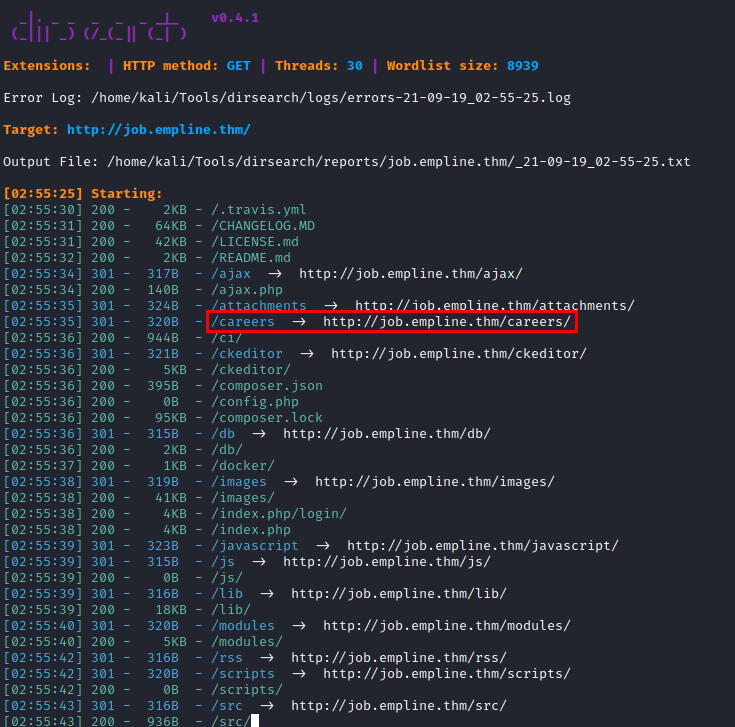 dirsearch v0.4.1
Extensions:  | HTTP method: GET | Threads: 30 | Wordlist size: 8939
Error Log: /home/kali/Tools/dirsearch/logs/errors-21-09-19_02-55-25.log
Target: http://job.empline.thm/
Output File: /home/kali/Tools/dirsearch/reports/job.empline.thm/_21-09-19_02-55-25.txt
[02:55:25] Starting:
[02:55:30] 200 -    2KB - /.travis.yml
[02:55:31] 200 -   64KB - /CHANGELOG.MD
[02:55:31] 200 -   42KB - /LICENSE.md
[02:55:32] 200 -    2KB - /README.md
[02:55:34] 301 -  317B  - /ajax  ->  http://job.empline.thm/ajax/
[02:55:34] 200 -  140B  - /ajax.php
[02:55:35] 301 -  324B  - /attachments  ->  http://job.empline.thm/attachments/
[02:55:35] 301 -  320B  - /careers  ->  http://job.empline.thm/careers/
[02:55:36] 200 -  944B  - /ci/
[02:55:36] 301 -  321B  - /ckeditor  ->  http://job.empline.thm/ckeditor/
[02:55:36] 200 -    5KB - /ckeditor/
[02:55:36] 200 -  395B  - /composer.json
[02:55:36] 200 -    0B  - /config.php
[02:55:36] 200 -   95KB - /composer.lock
[02:55:36] 301 -  315B  - /db  ->  http://job.empline.thm/db/
[02:55:36] 200 -    2KB - /db/
[02:55:37] 200 -    1KB - /docker/
[02:55:38] 301 -  319B  - /images  ->  http://job.empline.thm/images/
[02:55:38] 200 -   41KB - /images/
[02:55:38] 200 -    4KB - /index.php/login/
[02:55:38] 200 -    4KB - /index.php
[02:55:39] 301 -  323B  - /javascript  ->  http://job.empline.thm/javascript/
[02:55:39] 301 -  315B  - /js  ->  http://job.empline.thm/js/
[02:55:39] 200 -    0B  - /js/
[02:55:39] 301 -  316B  - /lib  ->  http://job.empline.thm/lib/
[02:55:39] 200 -   18KB - /lib/
[02:55:40] 301 -  320B  - /modules  ->  http://job.empline.thm/modules/
[02:55:40] 200 -    5KB - /modules/
[02:55:42] 301 -  316B  - /rss  ->  http://job.empline.thm/rss/
[02:55:42] 301 -  320B  - /scripts  ->  http://job.empline.thm/scripts/
[02:55:42] 200 -    0B  - /scripts/
[02:55:43] 301 -  316B  - /src  ->  http://job.empline.thm/src/
[02:55:43] 200 -  936B  - /src/